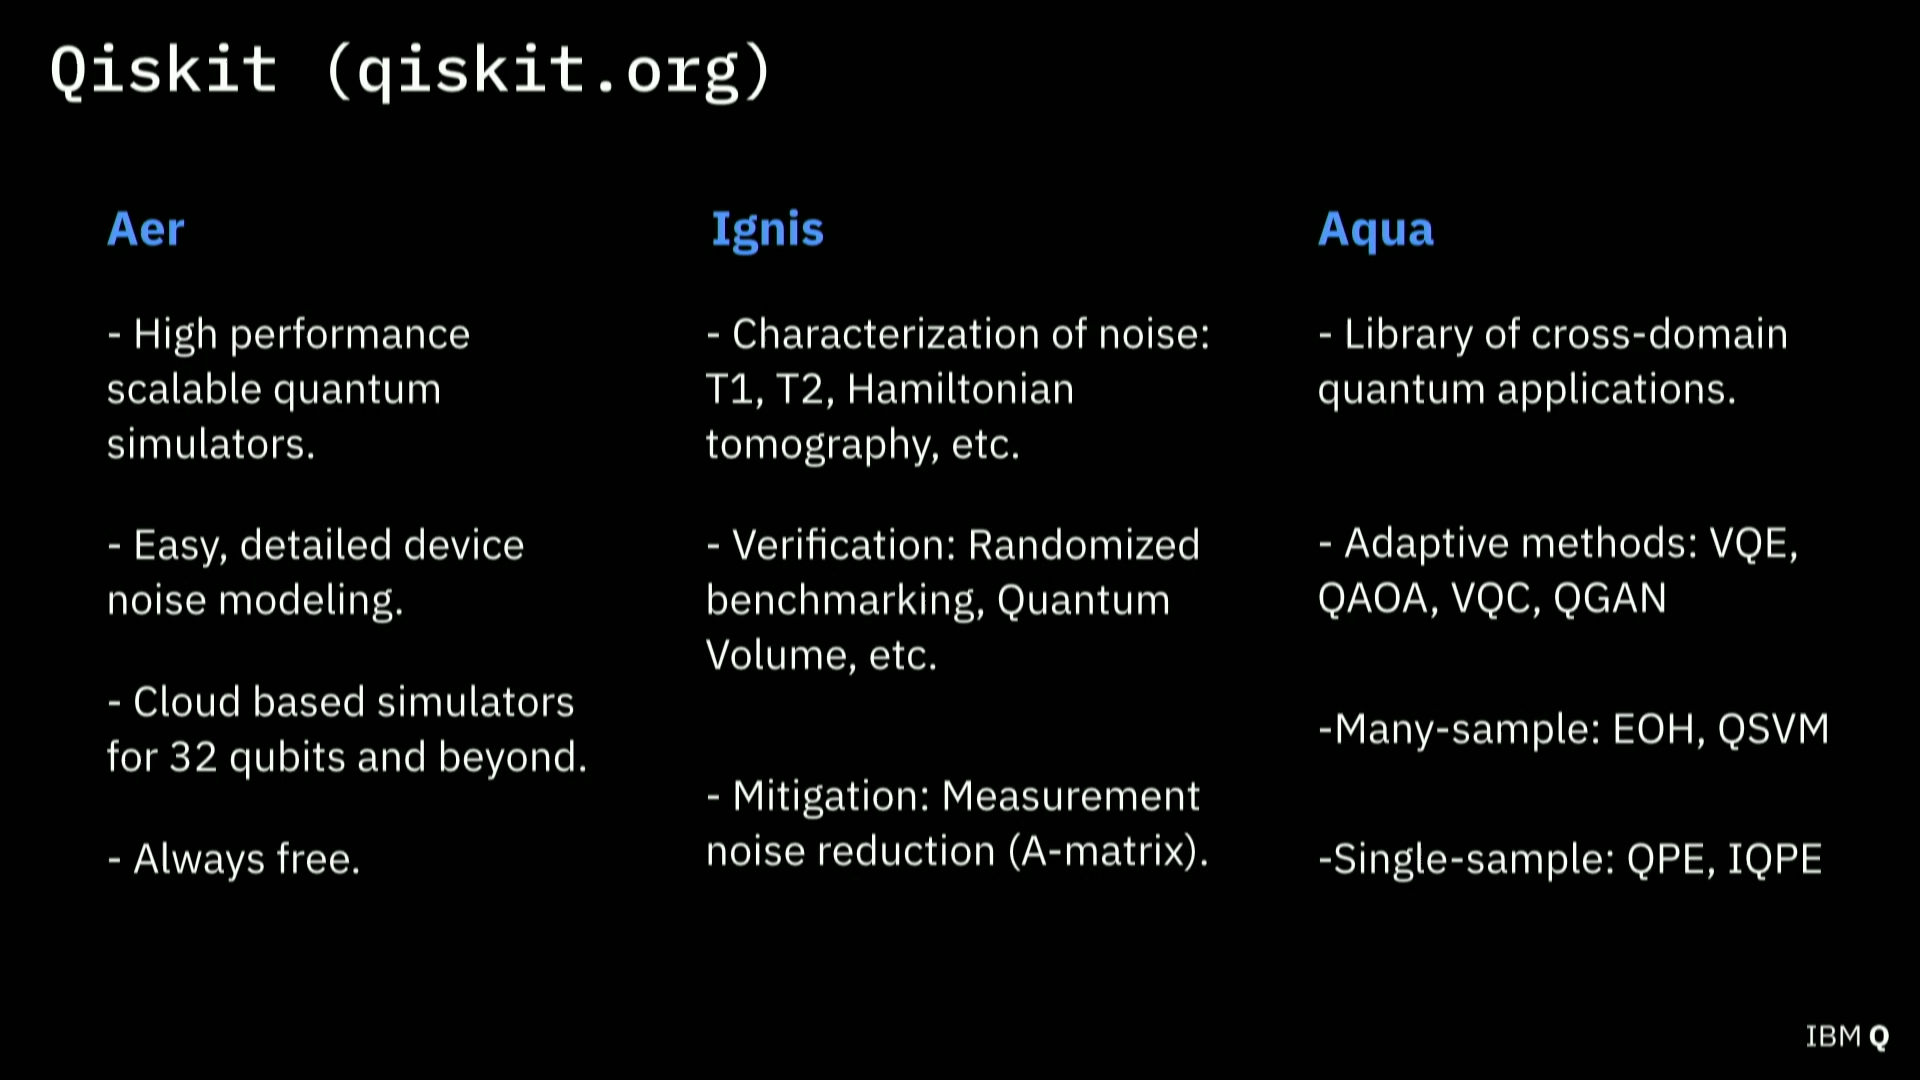 Qiskit (qiskit.org)
Aer
- High performance
scalable quantum
simulators.
- Easy, detailed device
noise modeling.
- Cloud based simulators
for 32 qubits and beyond.
- Always free.
Ignis
- Characterization of noise:
T1, T2, Hamiltonian
tomography, etc.
- Verification: Randomized
benchmarking, Quantum
Volume, etc.
- Mitigation: Measurement
noise reduction (A-matrix).
Aqua
- Library of cross-domain
quantum applications.
- Adaptive methods: VQE,
QAOA, VQC, QGAN
-Many-sample: EOH, QSVM
-Single-sample: QPE, IQPE
IBM Q